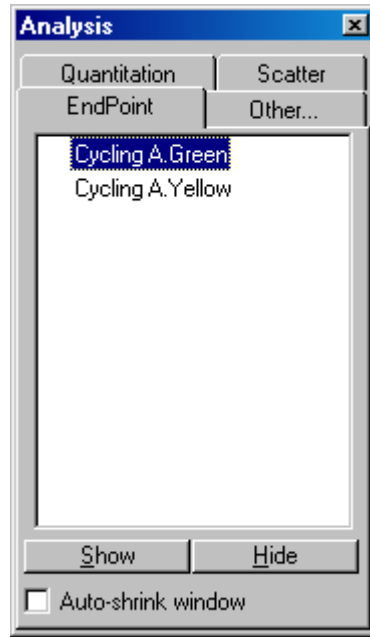 Analysis
Quantitation Scatter
EndPoint Other...
Cycling A.Green
Cycling A.Yellow
Show Hide
Auto-shrink window